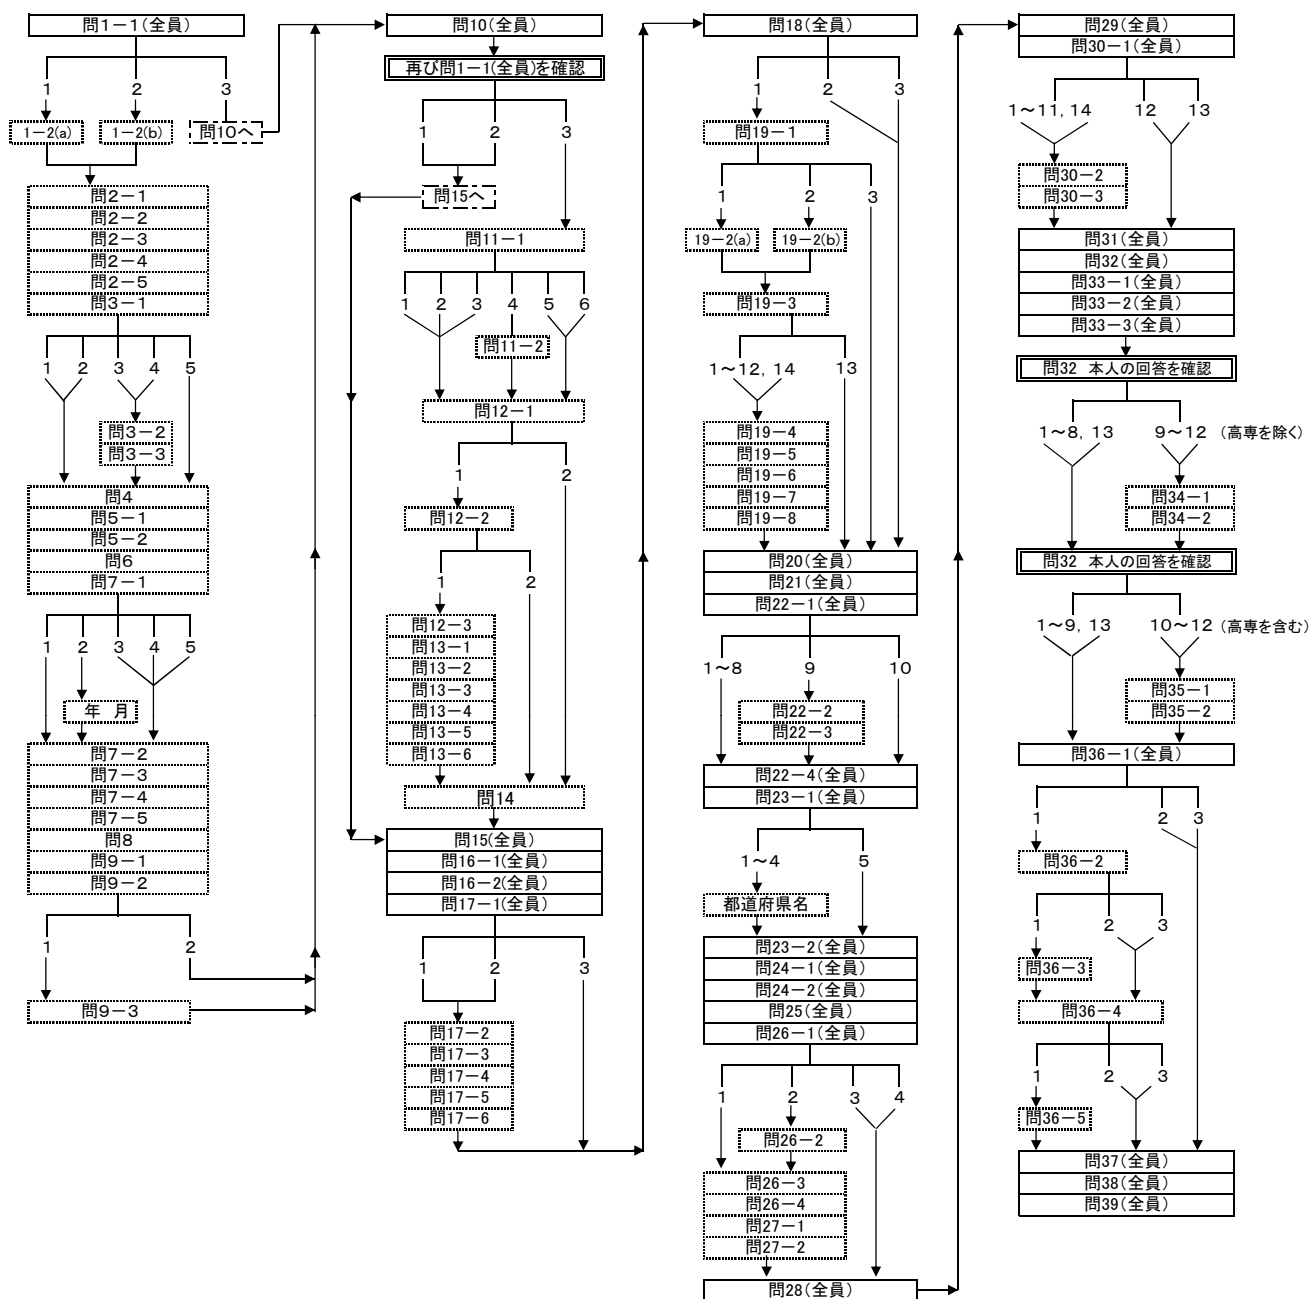 問1－1(全員)
1 2 3
1－2(a) 1－2(b) 問10へ
問2－1
問2－2
問2－3
問2－4
問2－5
問3－1
1 2 3 4 5
問3－2
問3－3
問4
問5－1
問5－2
問6
問7－1
1 2 3 4 5
年 月
問7－2
問7－3
問7－4
問7－5
問8
問9－1
問9－2
1 2
問9－3
問10(全員)
再び問1－1(全員)を確認
1 2 3
問15へ
問11－1
1 2 3 4 5 6
問11－2
問12－1
1 2
問12－2
1 2
問12－3
問13－1
問13－2
問13－3
問13－4
問13－5
問13－6
問14
問15(全員)
問16－1(全員)
問16－2(全員)
問17－1(全員)
1 2 3
問17－2
問17－3
問17－4
問17－5
問17－6
問18(全員)
1 2 3
問19－1
1 2 3
19－2(a) 19－2(b)
問19－3
1～12, 14 13
問19－4
問19－5
問19－6
問19－7
問19－8
問20(全員)
問21(全員)
問22－1(全員)
1～8 9 10
問22－2
問22－3
問22－4(全員)
問23－1(全員)
1～4 5
都道府県名
問23－2(全員)
問24－1(全員)
問24－2(全員)
問25(全員)
問26－1(全員)
1 2 3 4
問26－2
問26－3
問26－4
問27－1
問27－2
問28(全員)
問29(全員)
問30－1(全員)
1～11, 14 12 13
問30－2
問30－3
問31(全員)
問32(全員)
問33－1(全員)
問33－2(全員)
問33－3(全員)
問32 本人の回答を確認
1～8, 13 9～12 (高専を除く)
問34－1
問34－2
問32 本人の回答を確認
1～9, 13 10～12 (高専を含む)
問35－1
問35－2
問36－1(全員)
1 2 3
問36－2
1 2 3
問36－3
問36－4
1 2 3
問36－5
問37(全員)
問38(全員)
問39(全員)